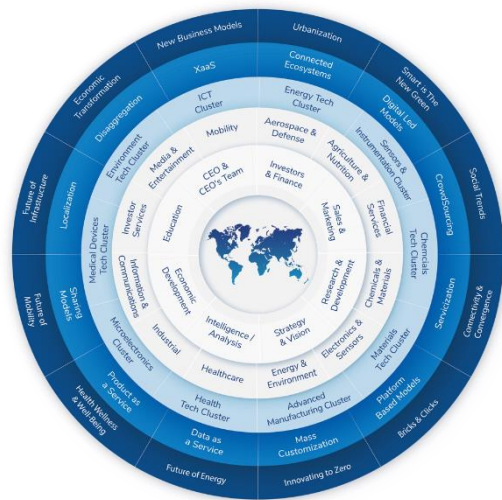 New Business Models
Urbanization
Smart is The
New Green
Social Trends
Connectivity &
Convergence
Bricks & Clicks
Innovating to Zero
Future of Energy
Health Wellness
& Well-Being
Future of
Mobility
Future of
Infrastructure
Economic
Transformation
XaaS
Connected
Ecosystems
Digital Led
Models
CrowdSourcing
Servicization
Platform
Based Models
Mass
Customization
Data as
a Service
Product as
a Service
Sharing
Models
Localization
Disaggregation
ICT
Cluster
Energy Tech
Cluster
Sensors &
Instrumentation Cluster
Chemcials
Tech Cluster
Materials
Tech Cluster
Advanced
Manufacturing Cluster
Health
Tech Cluster
Microelectronics
Cluster
Medical Devices
Tech Cluster
Environment
Tech Cluster
Mobility
Aerospace &
Defense
Agriculture &
Nutrition
Financial
Services
Chemicals &
Materials
Electronics &
Sensors
Energy &
Environment
Healthcare
Industrial
Information &
Communications
Investor
Services
Media &
Entertainment
CEO &
CEO's Team
Investors
& Finance
Sales &
Marketing
Research &
Development
Strategy
& Vision
Intelligence /
Analysis
Economic
Development
Education